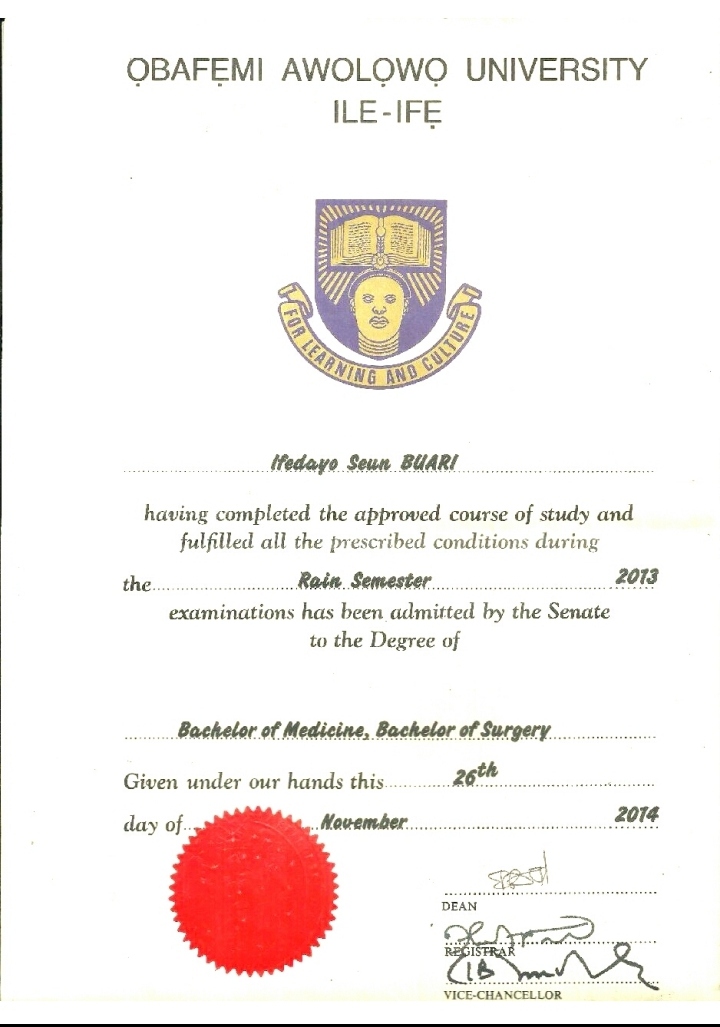 ỌBAFẸMI AWOLỌWỌ UNIVERSITY
ILE-IFẸ
FOR LEARNING AND CULTURE
Ifedayo Seun BUARI
having completed the approved course of study and
fulfilled all the prescribed conditions during
the Rain Semester 2013
examinations has been admitted by the Senate
to the Degree of
Bachelor of Medicine, Bachelor of Surgery
Given under our hands this 26th
day of November 2014
DEAN
REGISTRAR
VICE-CHANCELLOR